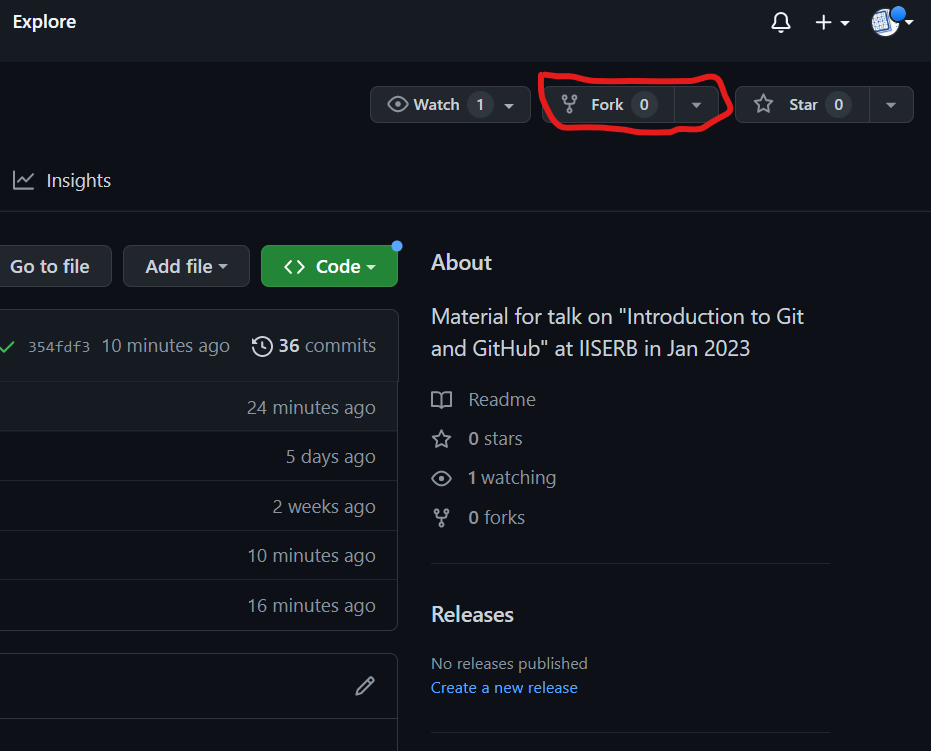 Explore
Watch 1
Fork 0
Star 0
Insights
Go to file
Add file
<> Code
354fdf3 10 minutes ago 36 commits
24 minutes ago
5 days ago
2 weeks ago
10 minutes ago
16 minutes ago
About
Material for talk on "Introduction to Git
and GitHub" at IISERB in Jan 2023
Readme
0 stars
1 watching
0 forks
Releases
No releases published
Create a new release